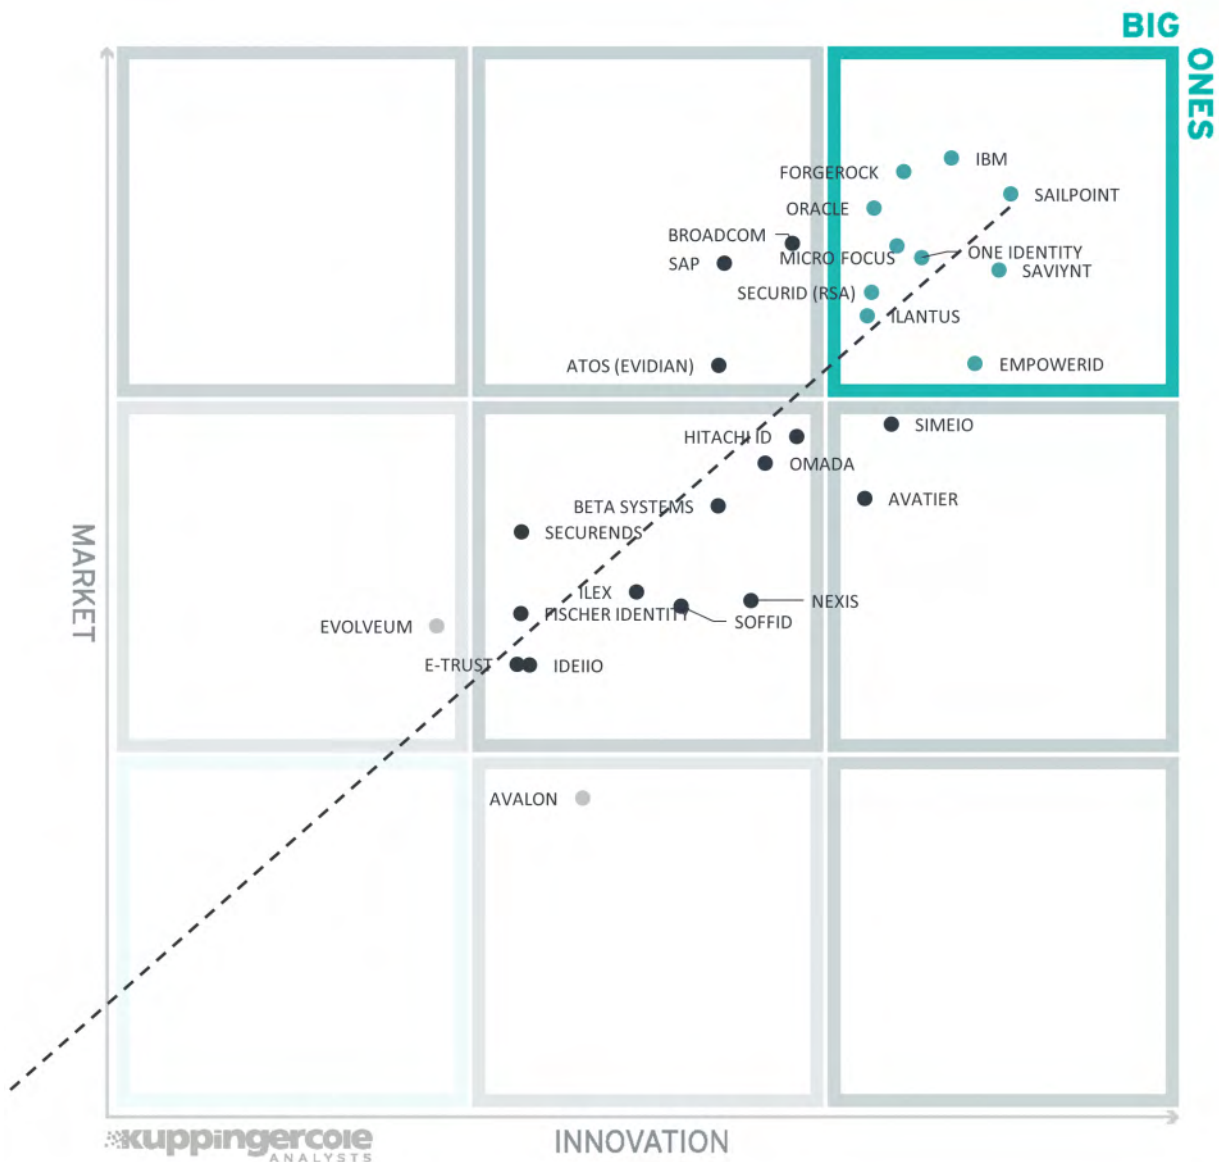 BIG
ONES
IBM
FORGEROCK
SAILPOINT
ORACLE
BROADCOM
MICRO FOCUS
ONE IDENTITY
SAP
SAVIYNT
SECURID (RSA)
ILANTUS
ATOS (EVIDIAN)
EMPOWERID
SIMEIO
HITACHI ID
OMADA
AVATIER
BETA SYSTEMS
SECURENDS
MARKET
ILEX
NEXIS
FISCHER IDENTITY
SOFFID
EVOLVEUM
E-TRUST
IDEIIO
AVALON
kuppingercole
ANALYSTS
INNOVATION